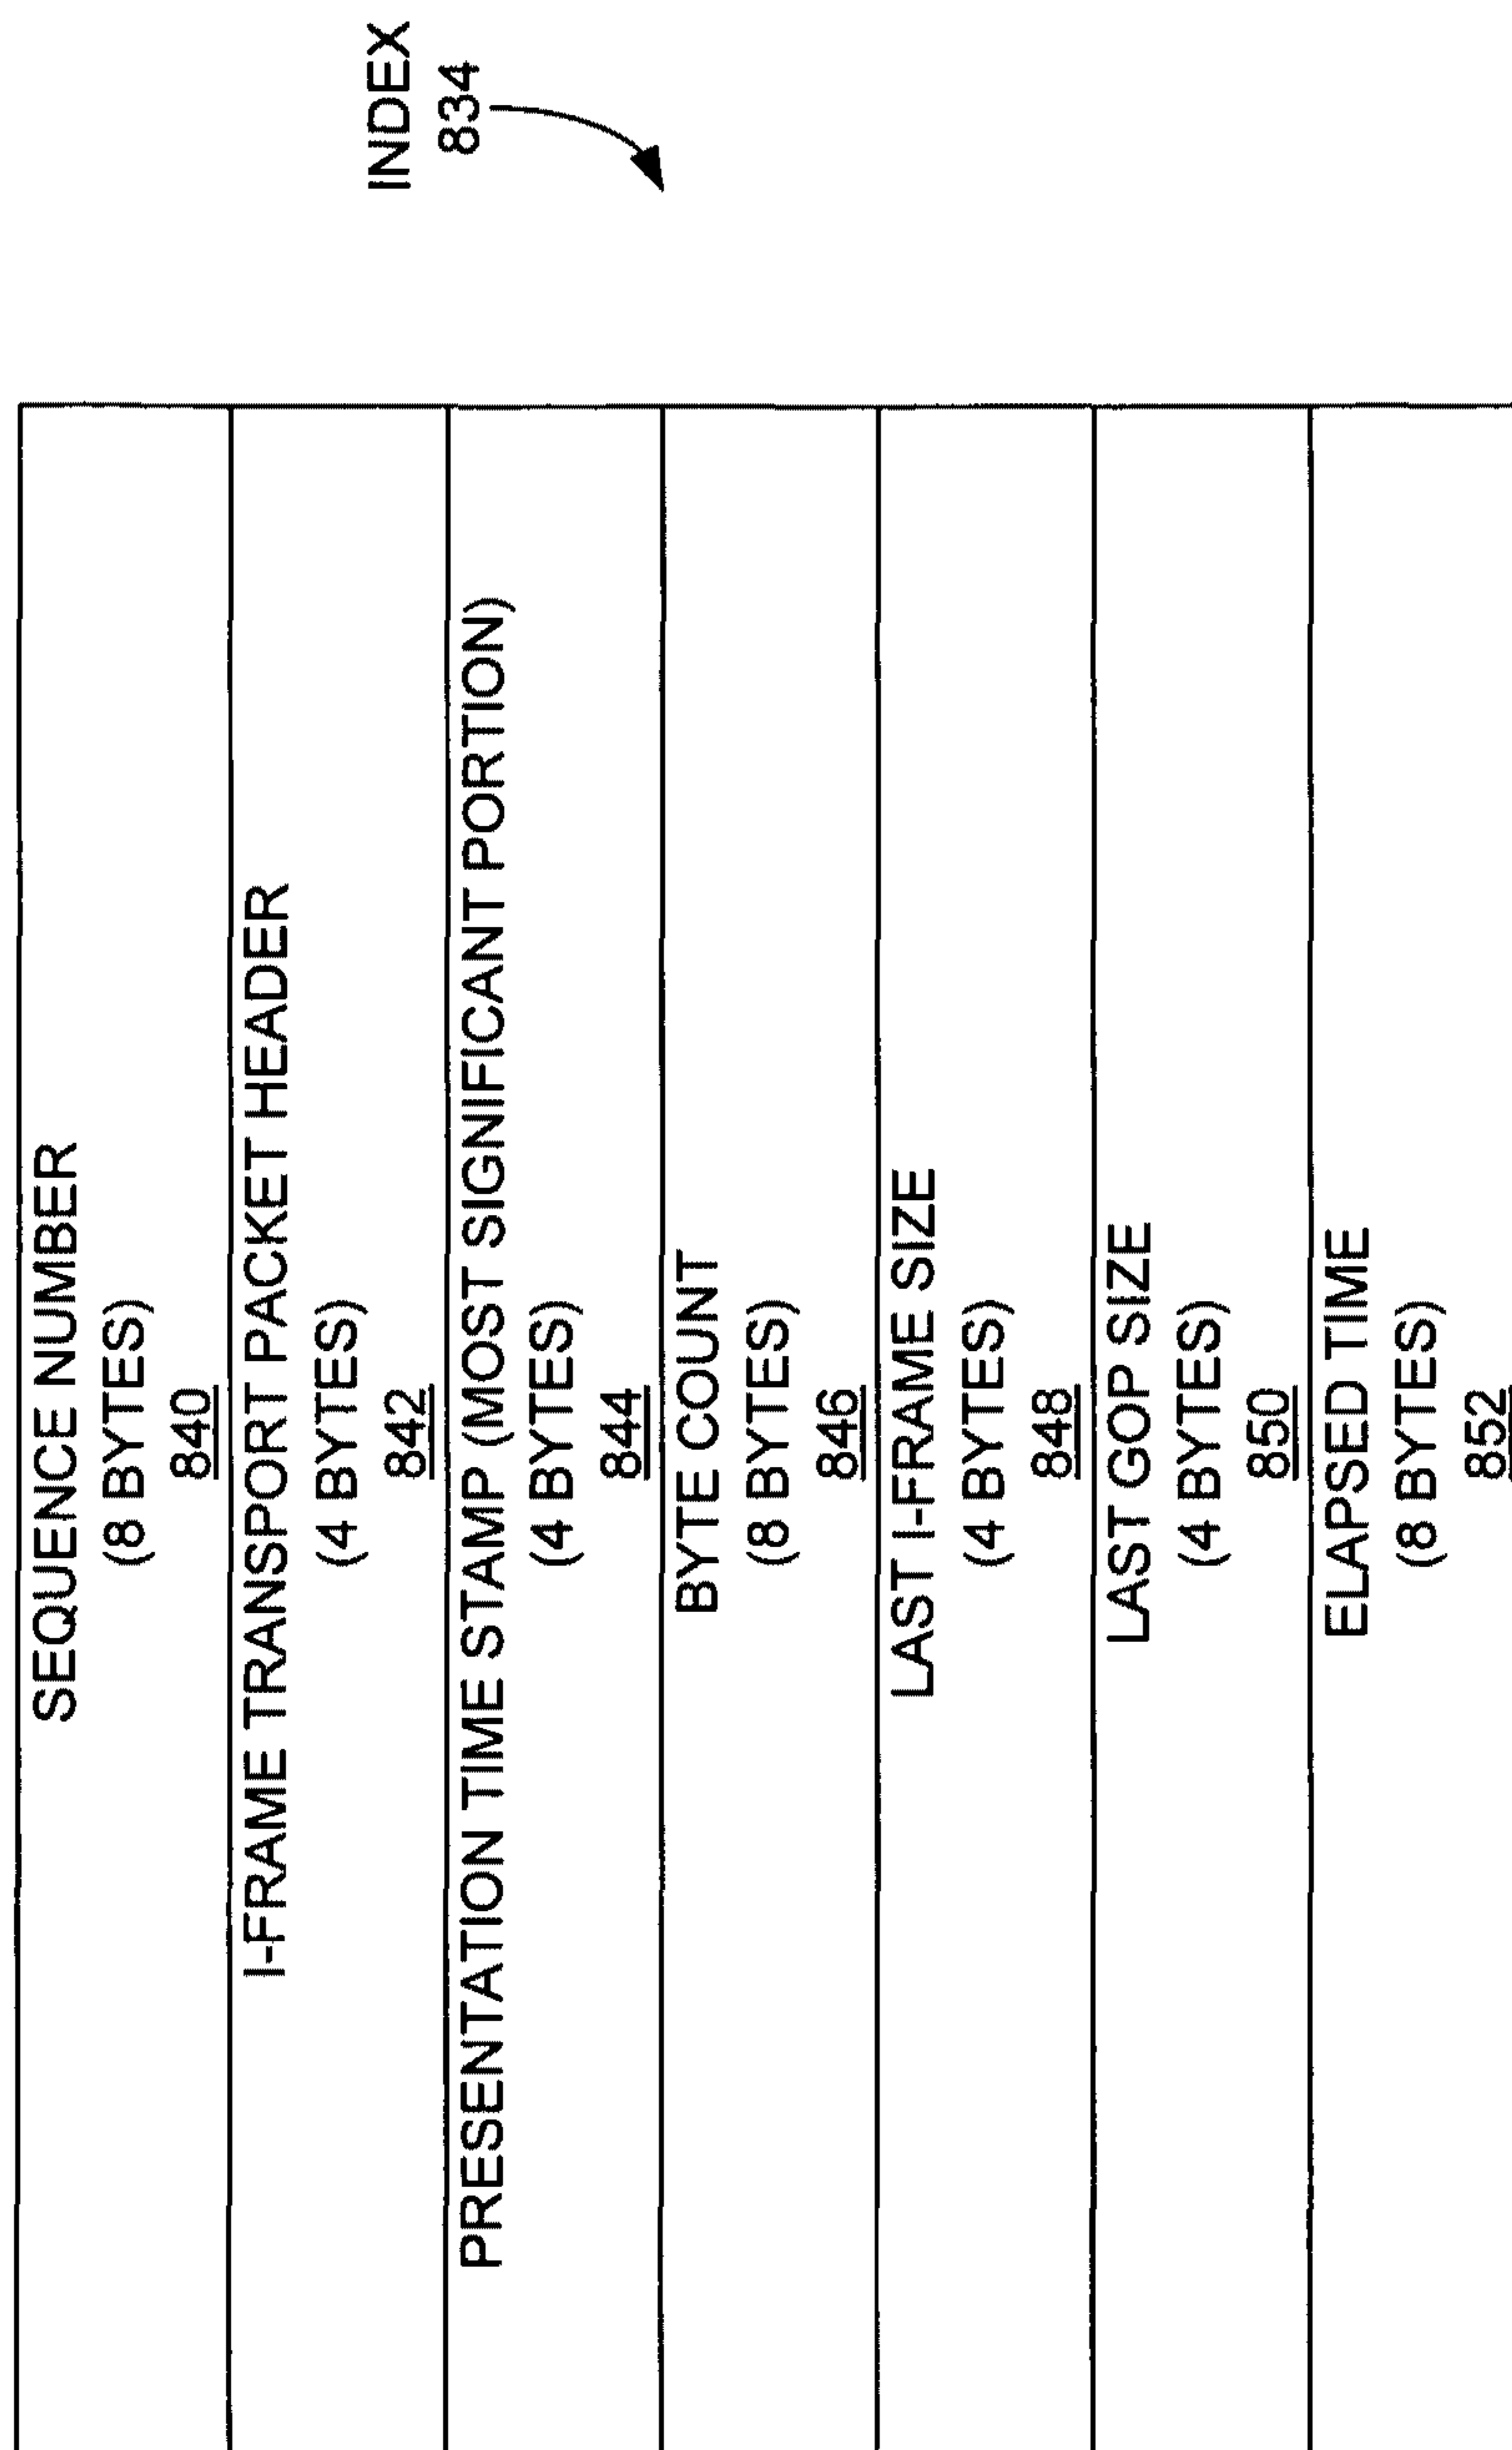 INDEX
834
SEQUENCE NUMBER
(8 BYTES)
840
I-FRAME TRANSPORT PACKET HEADER
(4 BYTES)
842
PRESENTATION TIME STAMP (MOST SIGNIFICANT PORTION)
(4 BYTES)
844
BYTE COUNT
(8 BYTES)
846
LAST I-FRAME SIZE
(4 BYTES)
848
LAST GOP SIZE
(4 BYTES)
850
ELAPSED TIME
(8 BYTES)
852